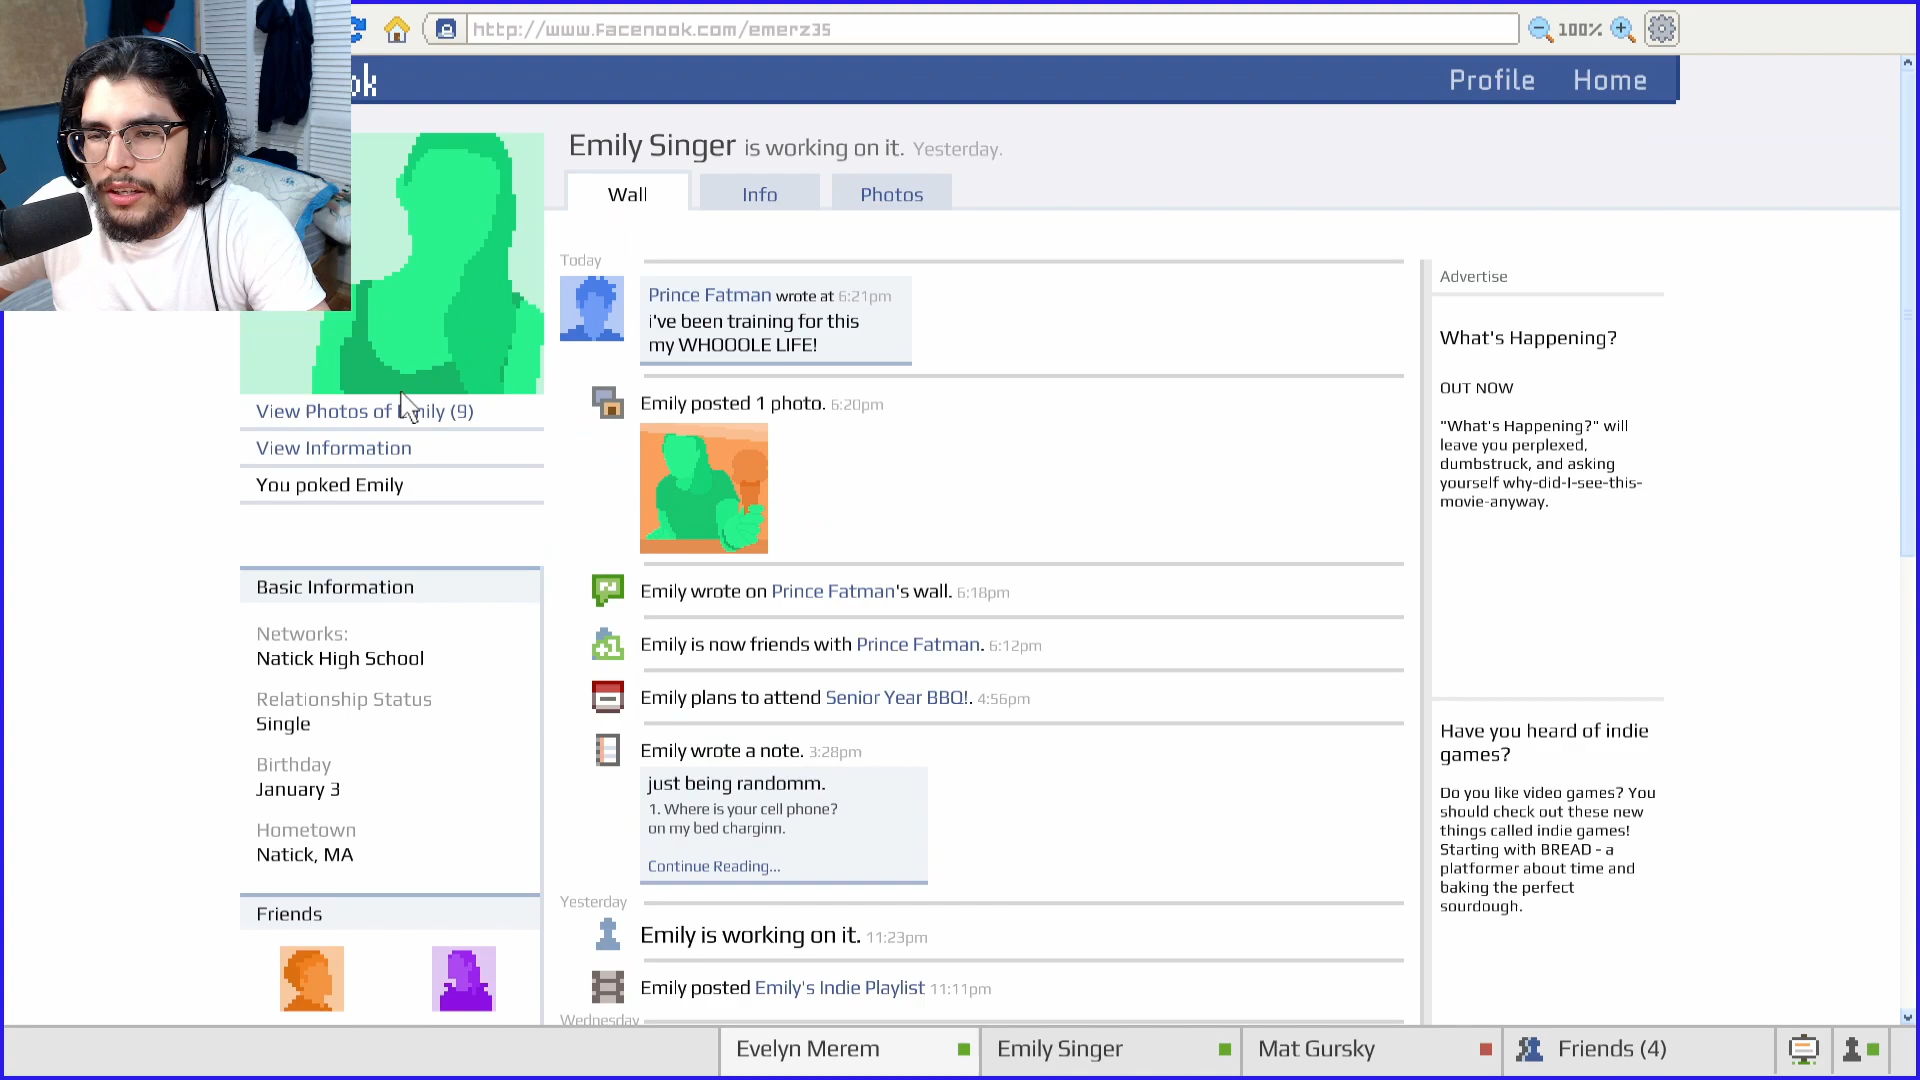 http://www.facenook.com/emerz35
100%
ok
Profile
Home
Emily Singer is working on it. Yesterday.
Wall
Info
Photos
Today
Prince Fatman wrote at 6:21pm
i've been training for this
my WHOOOLE LIFE!
Emily posted 1 photo. 6:20pm
View Photos of Emily (9)
View Information
You poked Emily
Emily wrote on Prince Fatman's wall. 6:18pm
Emily is now friends with Prince Fatman. 6:12pm
Emily plans to attend Senior Year BBQ!. 4:56pm
Emily wrote a note. 3:28pm
just being randomm.
1. Where is your cell phone?
on my bed charginn.
Continue Reading...
Yesterday
Emily is working on it. 11:23pm
Emily posted Emily's Indie Playlist 11:11pm
Wednesday
Basic Information
Networks:
Natick High School
Relationship Status
Single
Birthday
January 3
Hometown
Natick, MA
Friends
Advertise
What's Happening?
OUT NOW
"What's Happening?" will
leave you perplexed,
dumbstruck, and asking
yourself why-did-I-see-this-
movie-anyway.
Have you heard of indie
games?
Do you like video games? You
should check out these new
things called indie games!
Starting with BREAD - a
platformer about time and
baking the perfect
sourdough.
Evelyn Merem
Emily Singer
Mat Gursky
Friends (4)